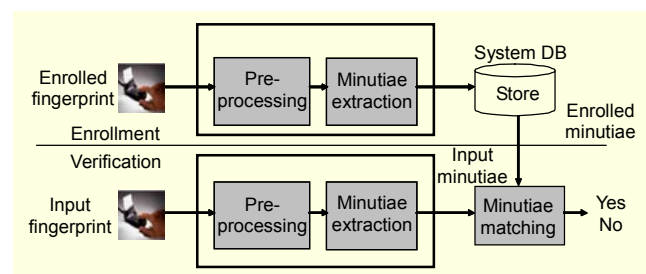 System DB
Enrolled
fingerprint
Pre-
processing
Minutiae
extraction
Store
Enrolled
minutiae
Enrollment
Verification
Input
minutiae
Input
fingerprint
Pre-
processing
Minutiae
extraction
Minutiae
matching
Yes
No